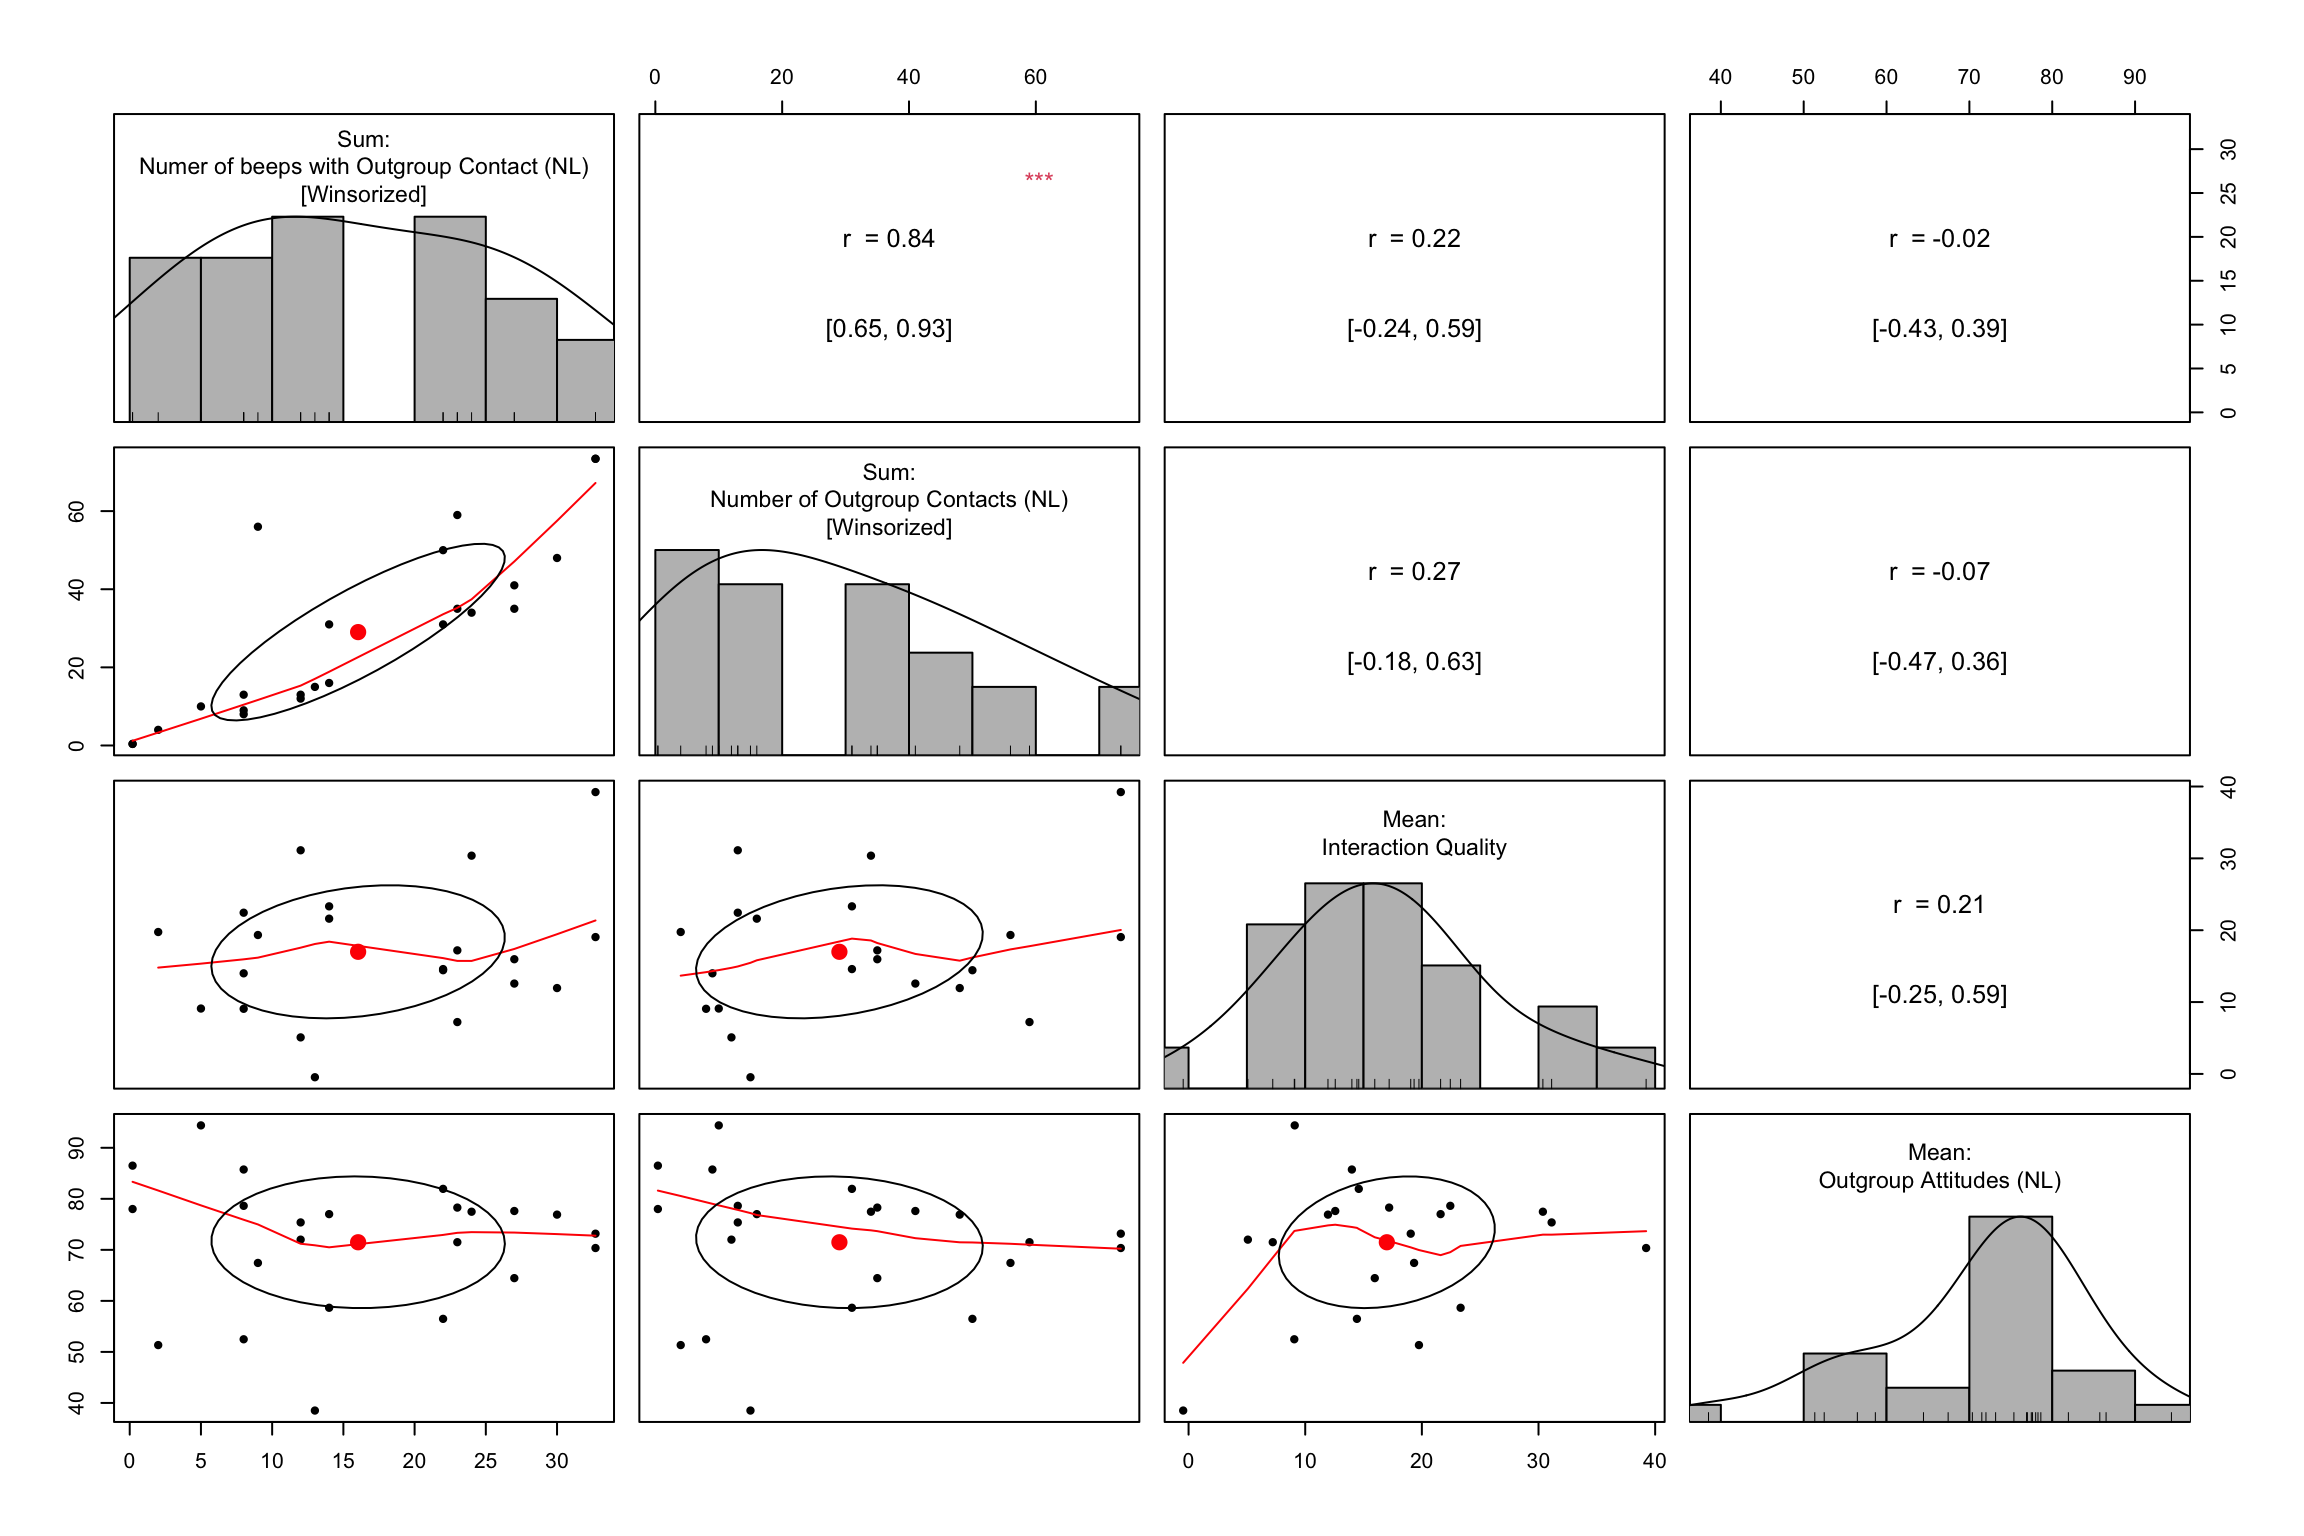 0 20 40 60
40 50 60 70 80 90
Sum:
Numer of beeps with Outgroup Contact (NL)
[Winsorized]
***
r = 0.84
[0.65, 0.93]
r = 0.22
[-0.24, 0.59]
r = -0.02
[-0.43, 0.39]
0 5 10 15 20 25 30
0 20 40 60
Sum:
Number of Outgroup Contacts (NL)
[Winsorized]
r = 0.27
[-0.18, 0.63]
r = -0.07
[-0.47, 0.36]
Mean:
Interaction Quality
r = 0.21
[-0.25, 0.59]
0 10 20 30 40
40 50 60 70 80 90
Mean:
Outgroup Attitudes (NL)
0 5 10 15 20 25 30
0 10 20 30 40